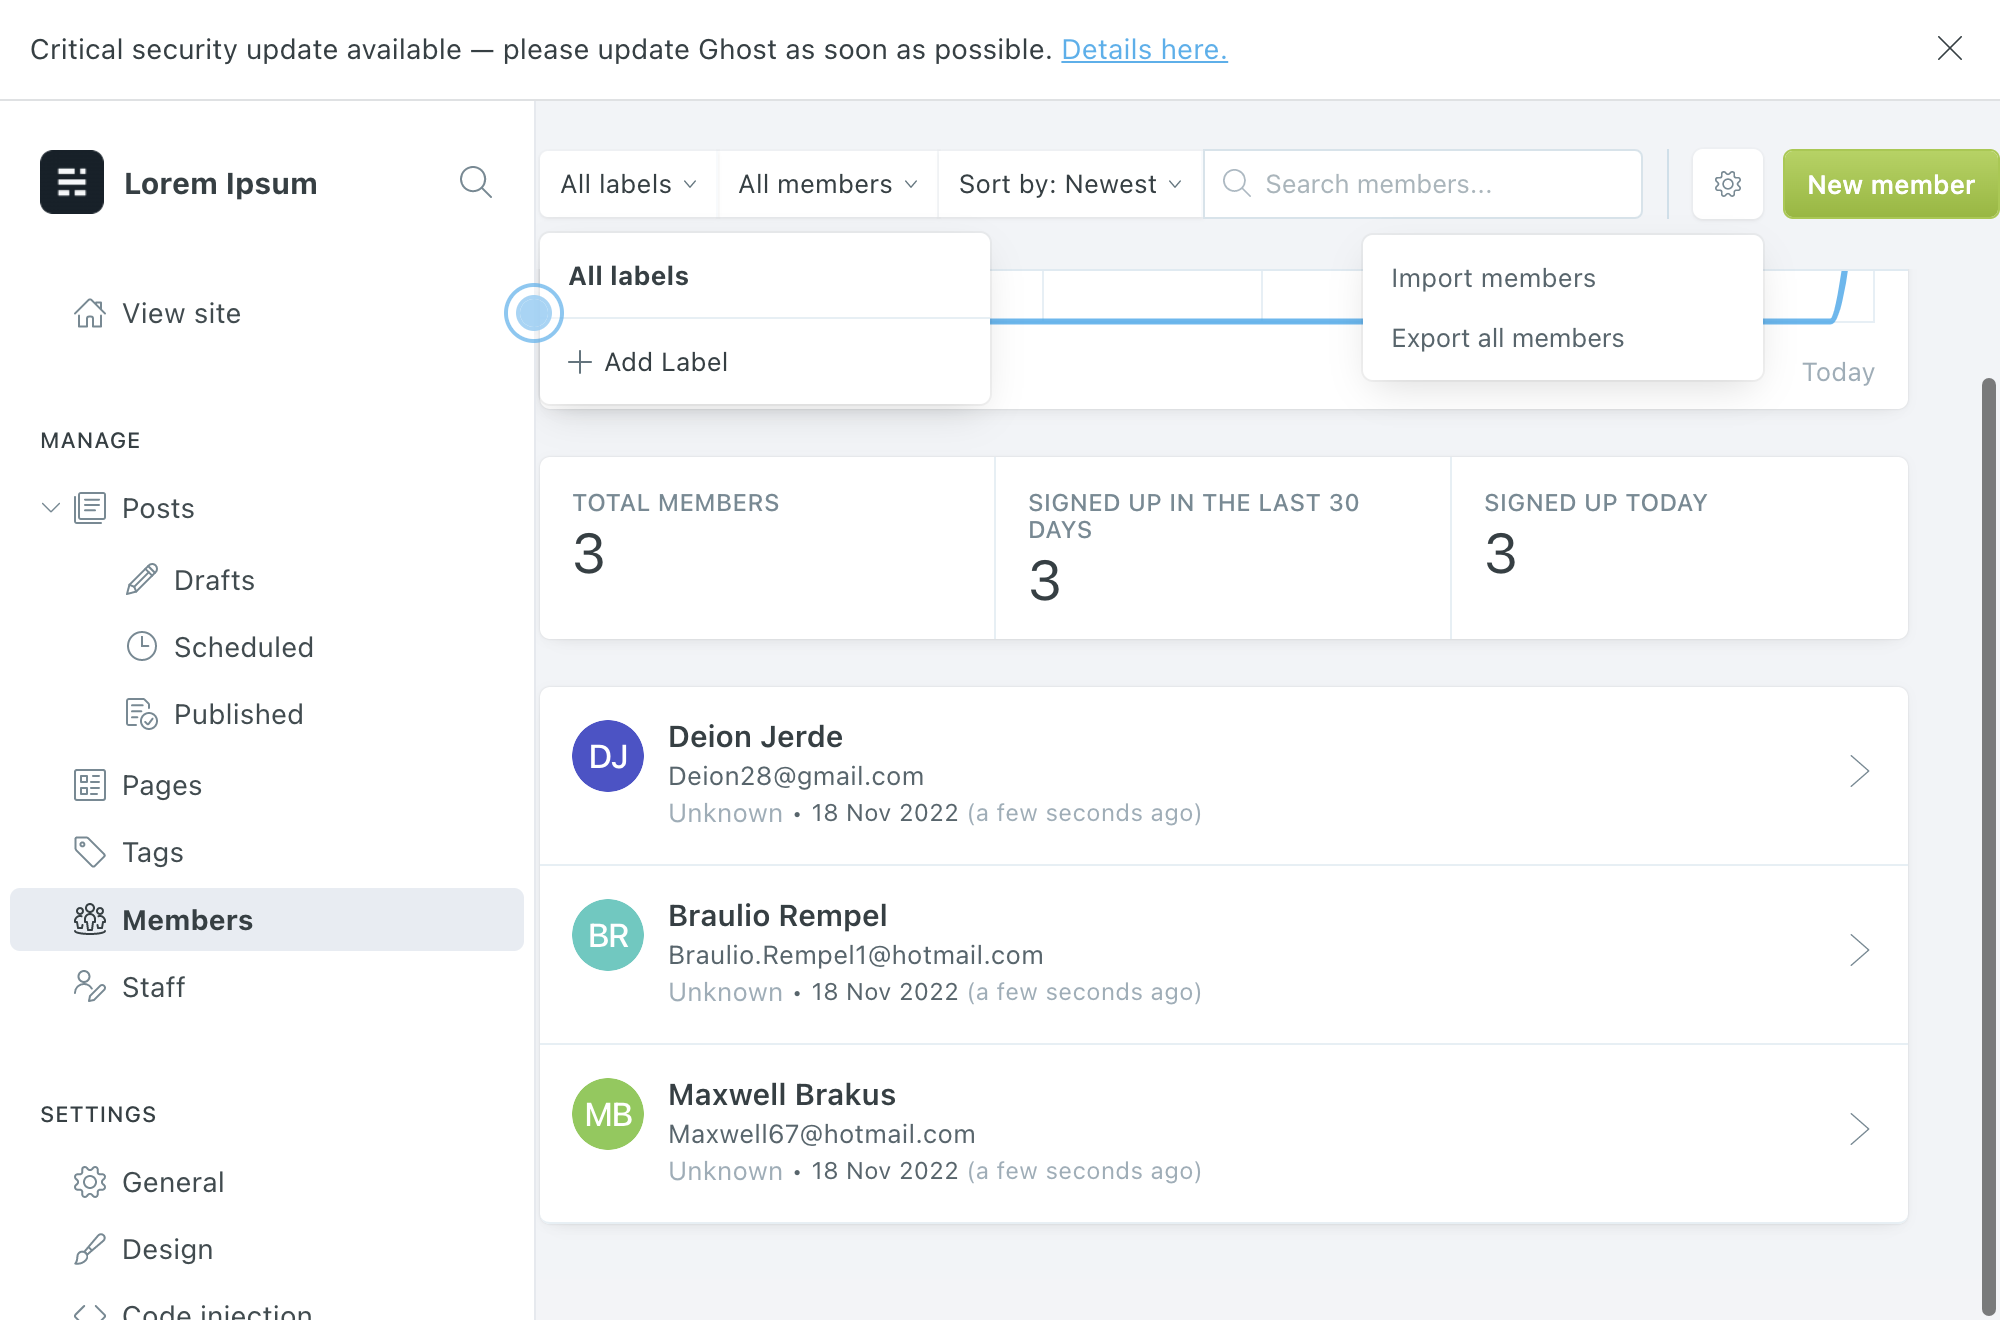 Critical security update available — please update Ghost as soon as possible. Details here.
Lorem Ipsum
View site
MANAGE
Posts
Drafts
Scheduled
Published
Pages
Tags
Members
Staff
SETTINGS
General
Design
Code injection
All labels
All members
Sort by: Newest
Search members...
New member
All labels
Add Label
Import members
Export all members
Today
TOTAL MEMBERS
3
SIGNED UP IN THE LAST 30
DAYS
3
SIGNED UP TODAY
3
DJ
Deion Jerde
Deion28@gmail.com
Unknown • 18 Nov 2022 (a few seconds ago)
BR
Braulio Rempel
Braulio.Rempel1@hotmail.com
Unknown • 18 Nov 2022 (a few seconds ago)
MB
Maxwell Brakus
Maxwell67@hotmail.com
Unknown • 18 Nov 2022 (a few seconds ago)